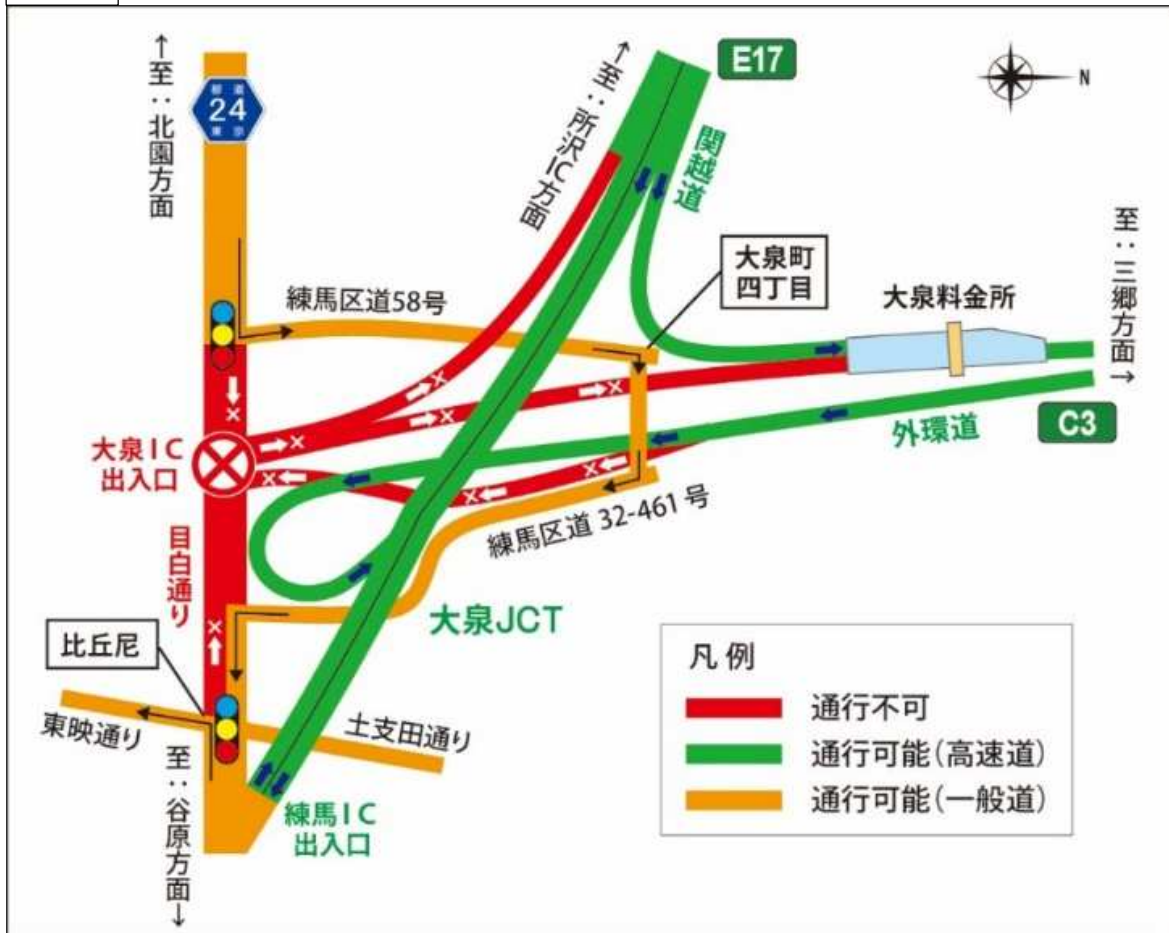 ↑至：北園方面
都道
24
東京
↑至：所沢IC方面
E17
関越道
N
大泉町
四丁目
大泉料金所
至：三郷方面→
練馬区道58号
大泉IC
出入口
外環道
C3
練馬区道 32-461 号
目白通り
大泉JCT
比丘尼
東映通り
土支田通り
至：谷原方面↓
練馬IC
出入口
凡 例
通行不可
通行可能（高速道）
通行可能（一般道）